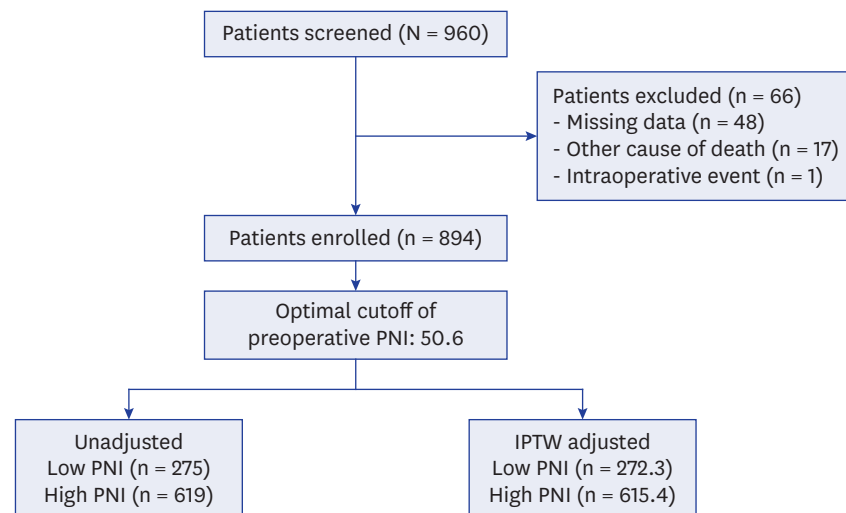 Patients screened (N = 960)
Patients excluded (n = 66)
- Missing data (n = 48)
- Other cause of death (n = 17)
- Intraoperative event (n = 1)
Patients enrolled (n = 894)
Optimal cutoff of
preoperative PNI: 50.6
Unadjusted
Low PNI (n = 275)
High PNI (n = 619)
IPTW adjusted
Low PNI (n = 272.3)
High PNI (n = 615.4)